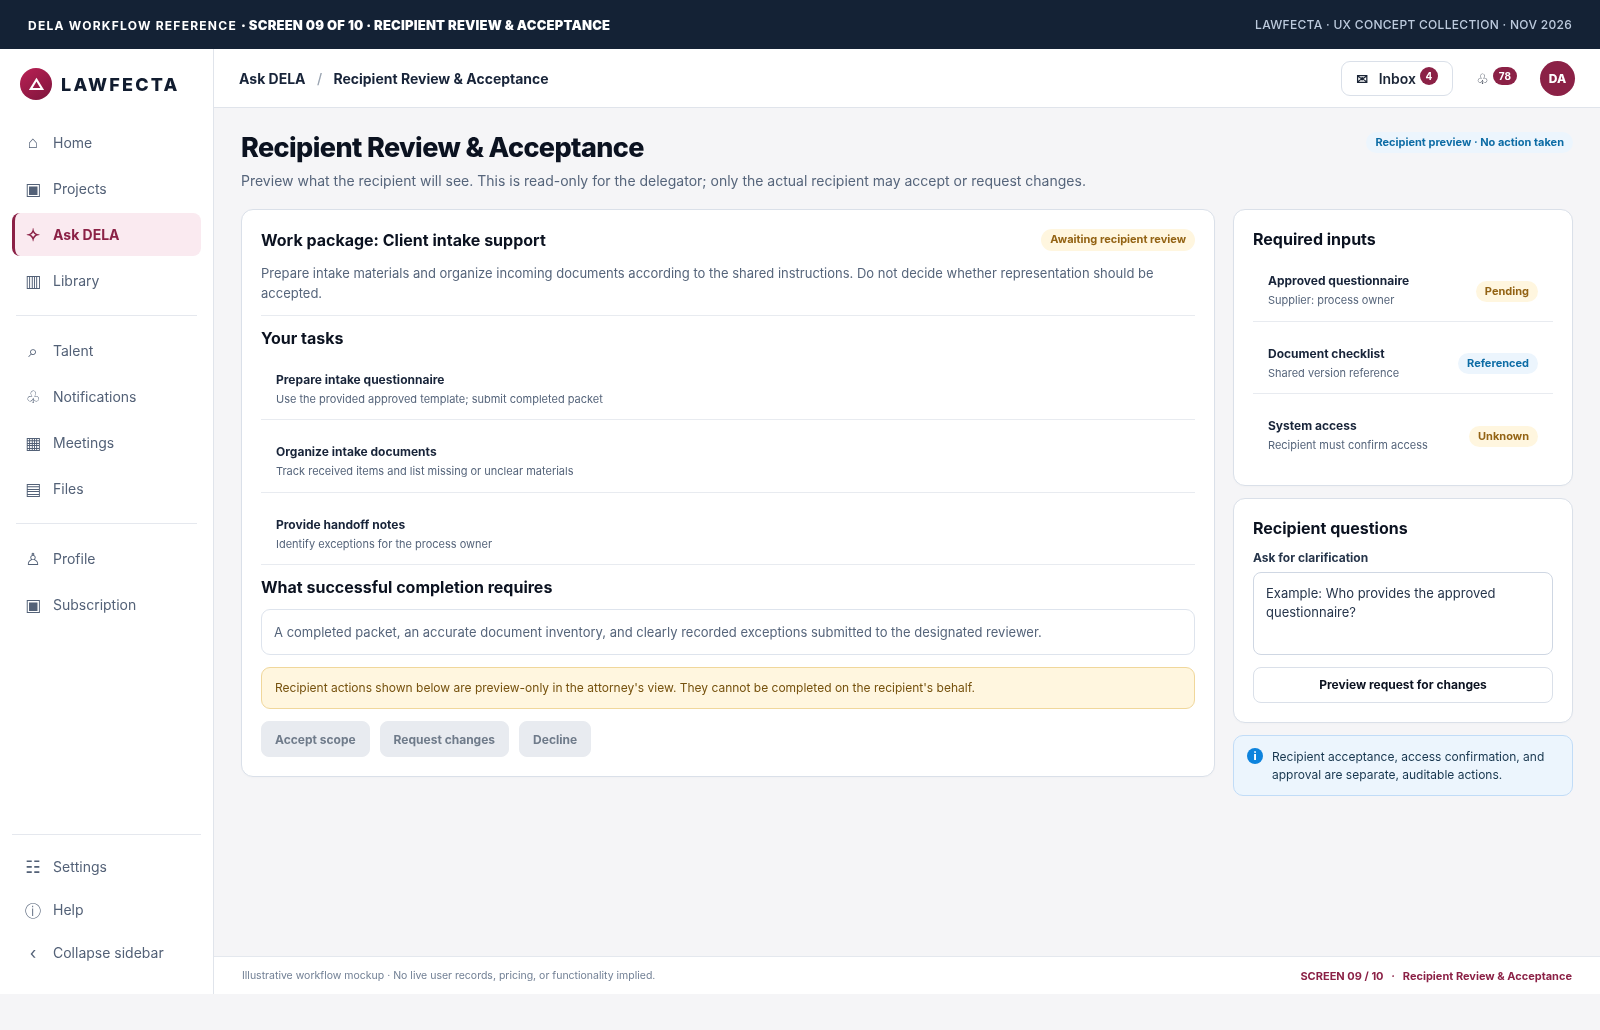 DELA WORKFLOW REFERENCE · SCREEN 09 OF 10 · RECIPIENT REVIEW & ACCEPTANCE
LAWFECTA · UX CONCEPT COLLECTION · NOV 2026
LAWFECTA
Home
Projects
Ask DELA
Library
Talent
Notifications
Meetings
Files
Profile
Subscription
Settings
Help
Collapse sidebar
Ask DELA / Recipient Review & Acceptance
Inbox 4
78
DA
Recipient Review & Acceptance
Recipient preview · No action taken
Preview what the recipient will see. This is read-only for the delegator; only the actual recipient may accept or request changes.
Work package: Client intake support
Awaiting recipient review
Prepare intake materials and organize incoming documents according to the shared instructions. Do not decide whether representation should be
accepted.
Your tasks
Prepare intake questionnaire
Use the provided approved template; submit completed packet
Organize intake documents
Track received items and list missing or unclear materials
Provide handoff notes
Identify exceptions for the process owner
What successful completion requires
A completed packet, an accurate document inventory, and clearly recorded exceptions submitted to the designated reviewer.
Recipient actions shown below are preview-only in the attorney's view. They cannot be completed on the recipient's behalf.
Accept scope
Request changes
Decline
Required inputs
Approved questionnaire
Supplier: process owner
Pending
Document checklist
Shared version reference
Referenced
System access
Recipient must confirm access
Unknown
Recipient questions
Ask for clarification
Example: Who provides the approved
questionnaire?
Preview request for changes
Recipient acceptance, access confirmation, and
approval are separate, auditable actions.
Illustrative workflow mockup · No live user records, pricing, or functionality implied.
SCREEN 09 / 10 · Recipient Review & Acceptance